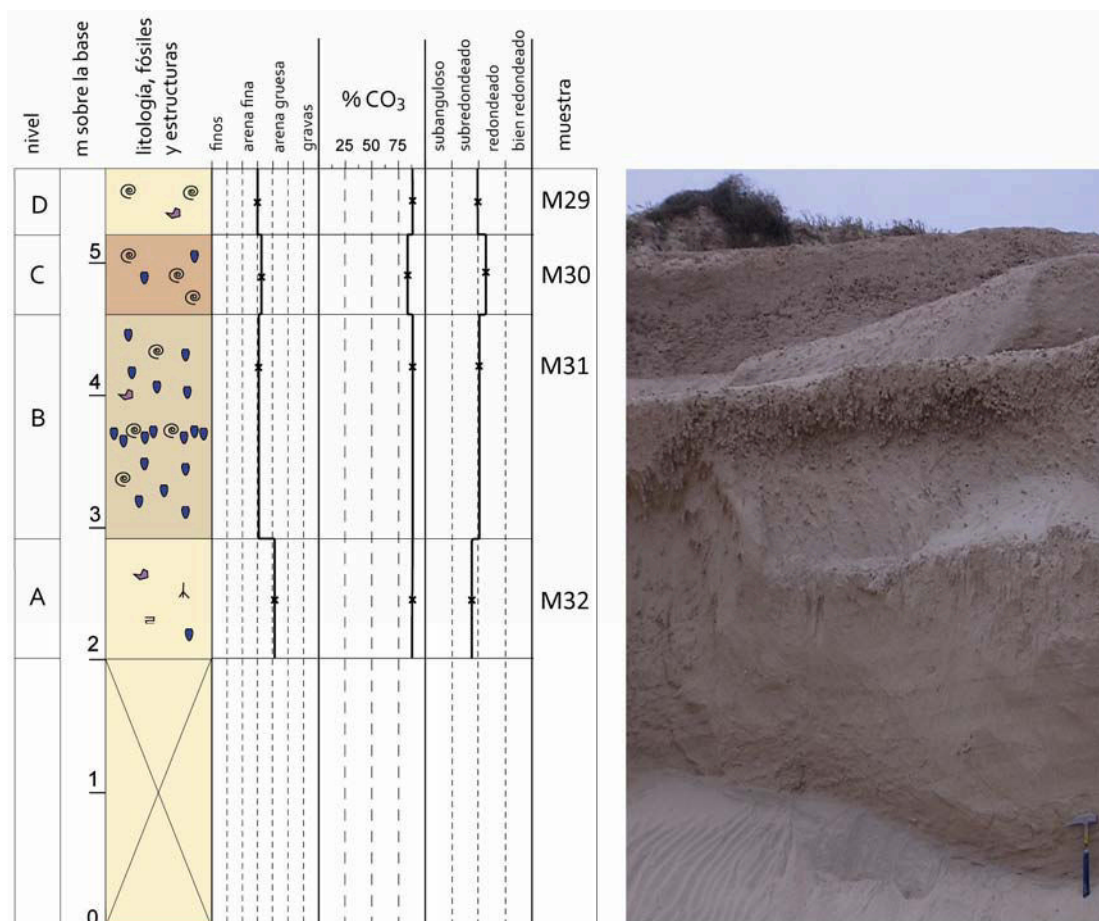 nivel
m sobre la base
litología, fósiles
y estructuras
finos
arena fina
arena gruesa
gravas
% CO3
25 50 75
subanguloso
subredondeado
redondeado
bien redondeado
muestra
D
M29
5
C
M30
M31
4
B
3
A
M32
2
1
0